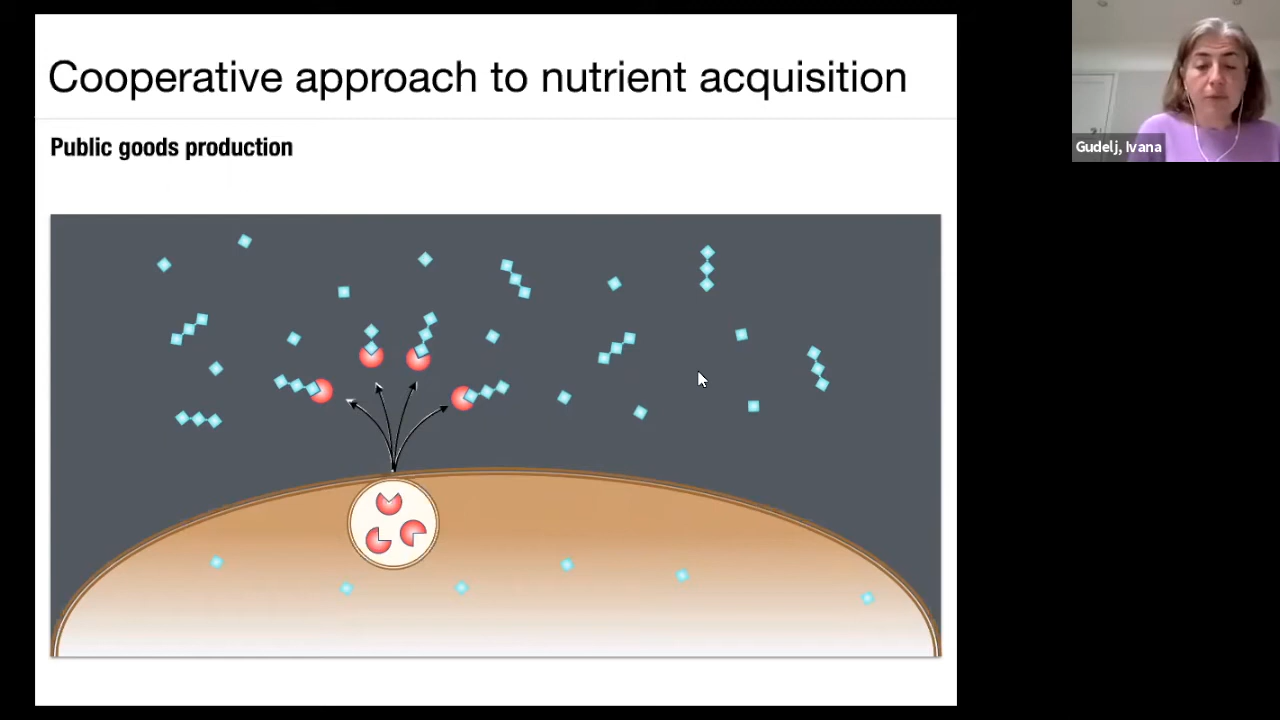 Cooperative approach to nutrient acquisition
Public goods production
Gudelj, Ivana